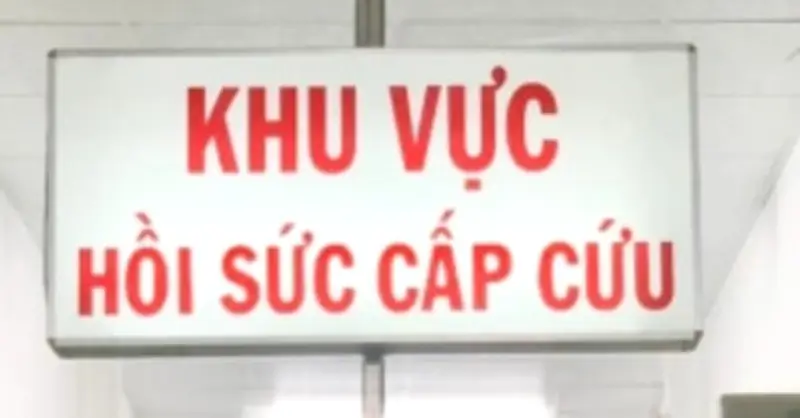 KHU VỰC
HỒI SỨC CẤP CỨU